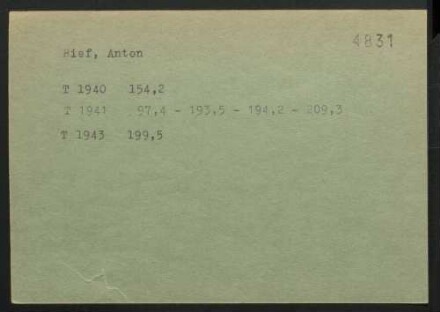 4831
Rief, Anton
T 1940 154,2
T 1941 97,4 - 193,5 - 194,2 - 209,3
T 1943 199,5